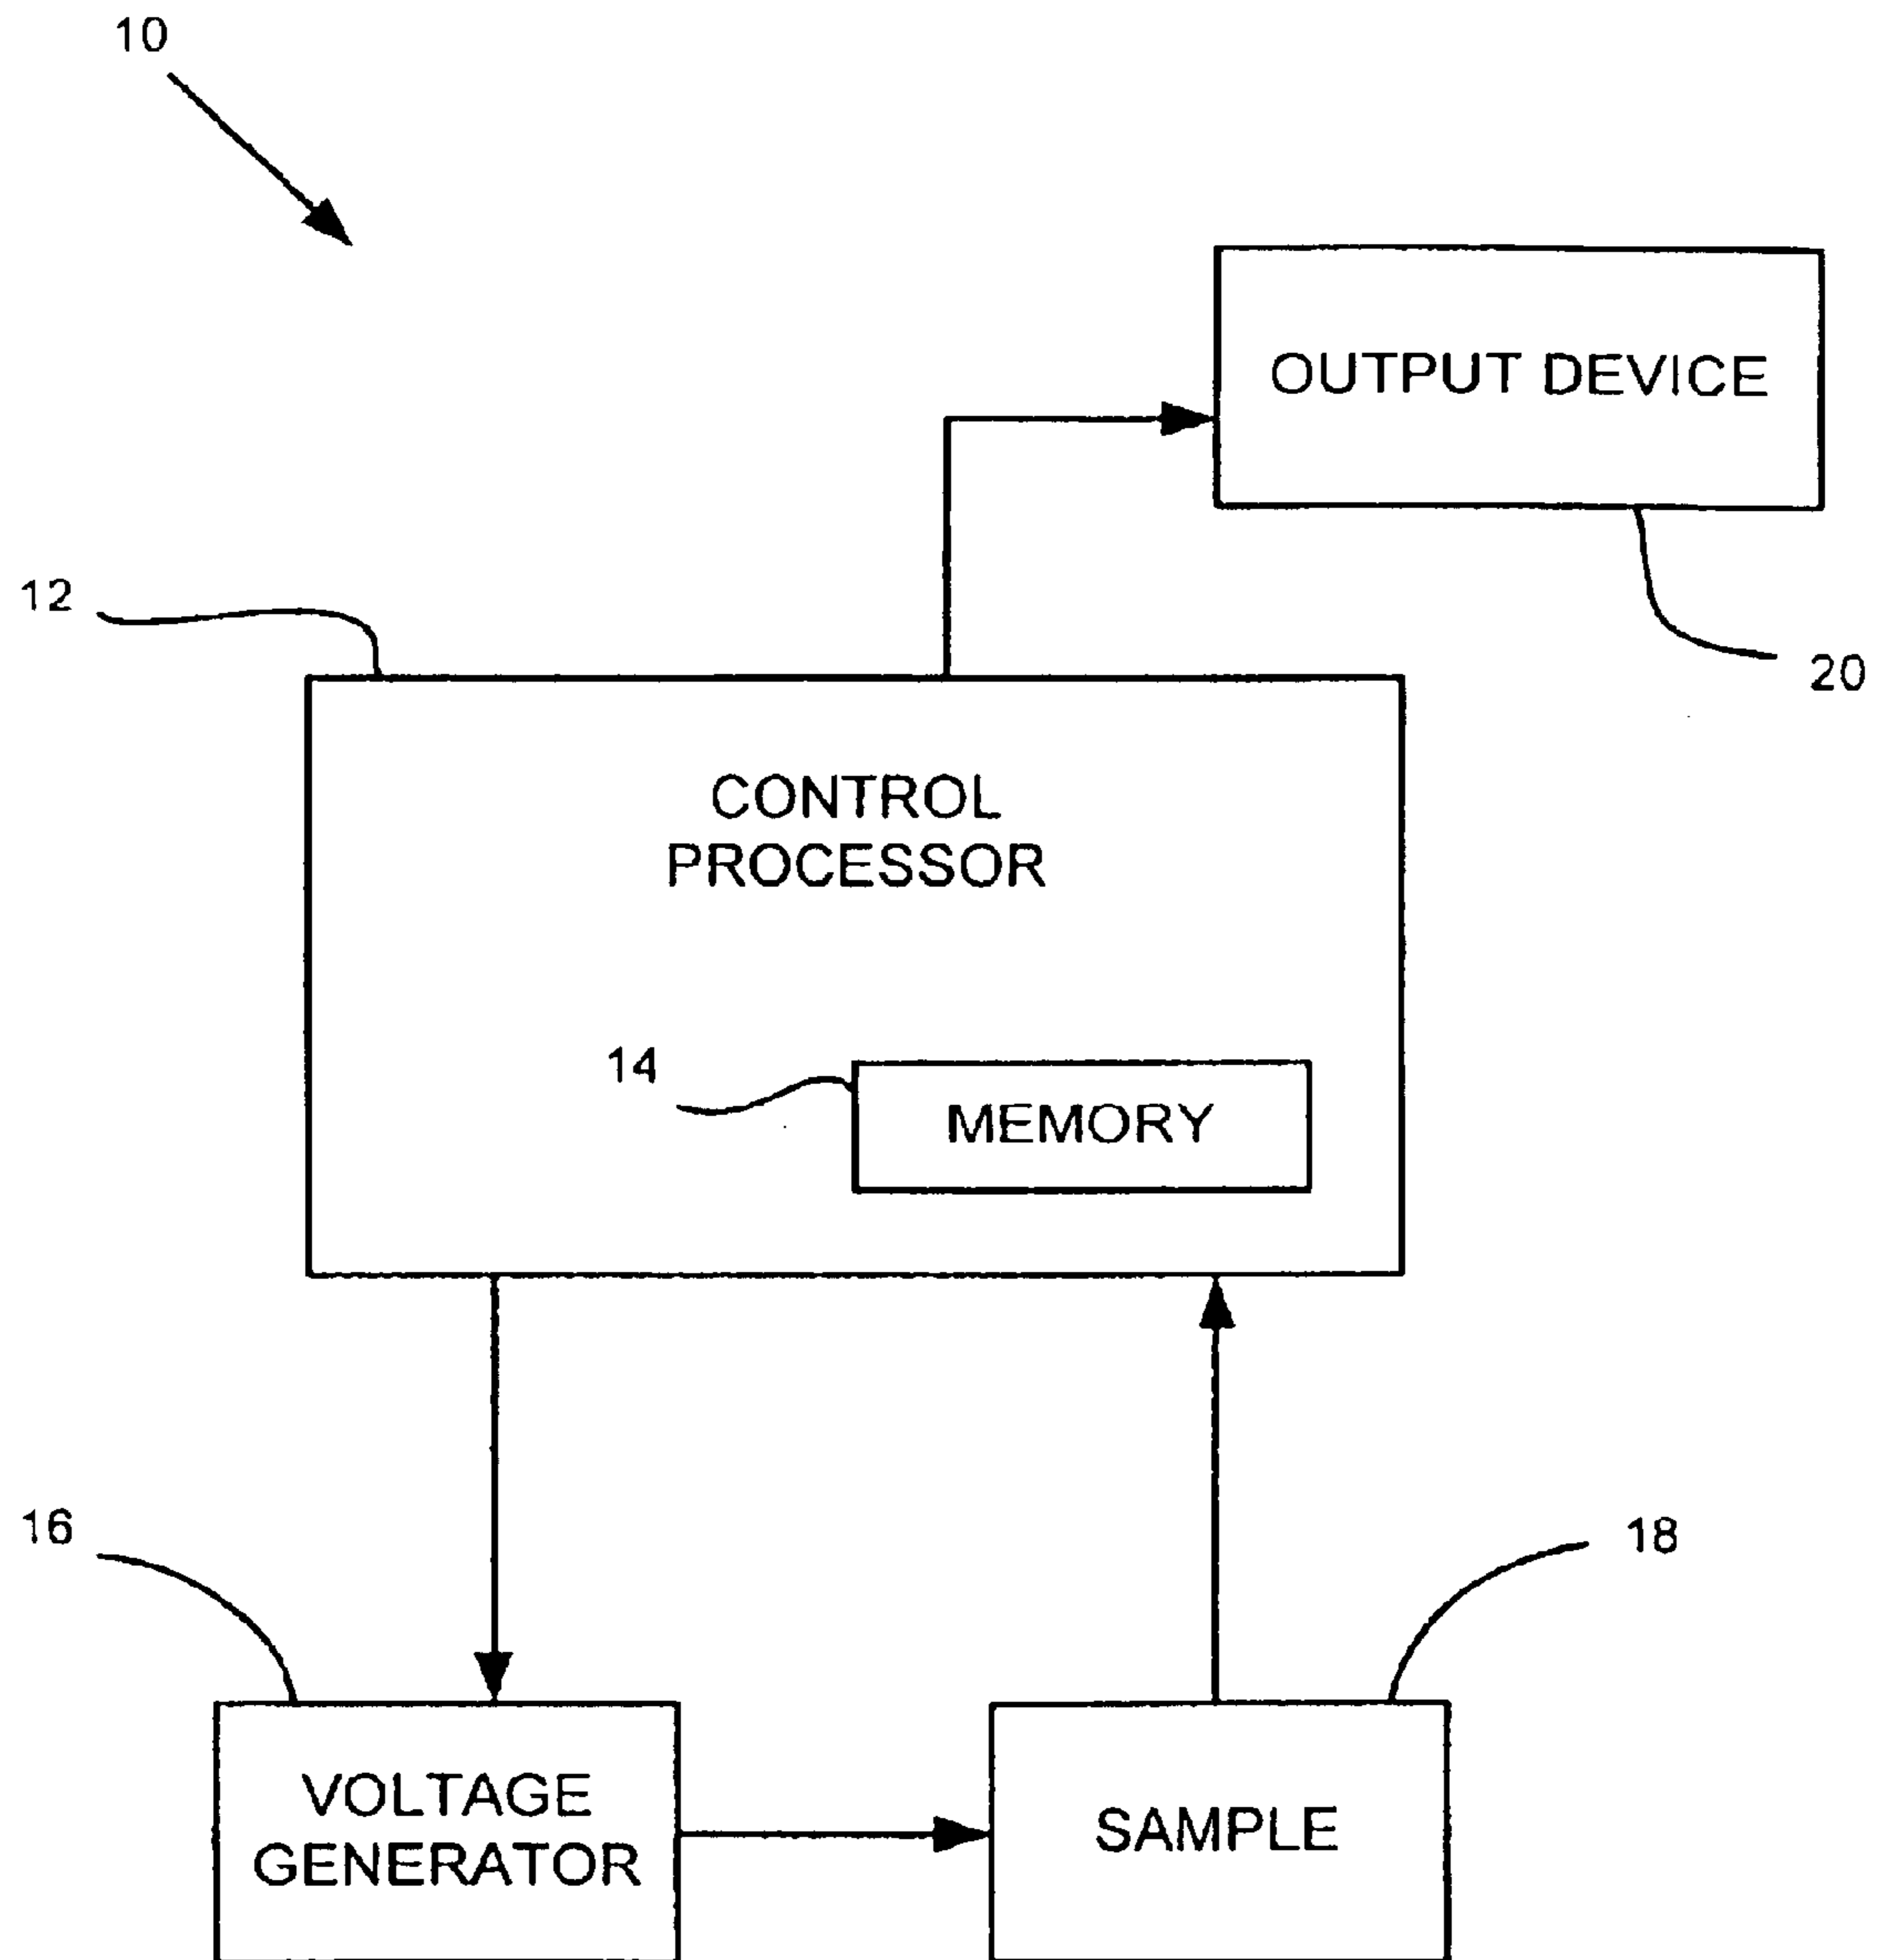 10
OUTPUT DEVICE
12
20
CONTROL
PROCESSOR
14
MEMORY
16
18
VOLTAGE
GENERATOR
SAMPLE